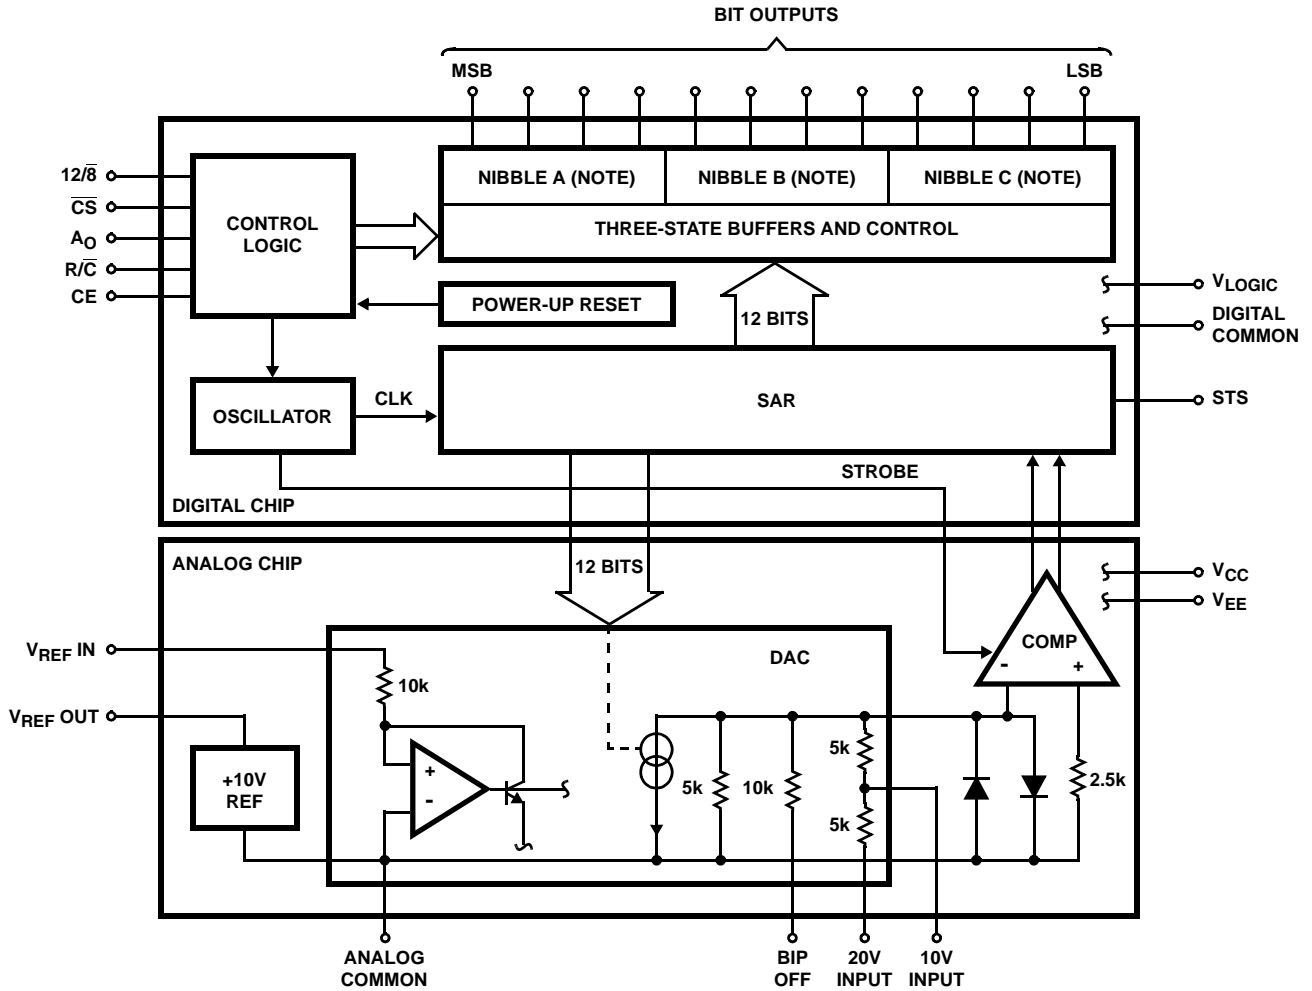 BIT OUTPUTS
MSB
LSB
12/8̅
C̅S̅
AO
R/C̅
CE
CONTROL
LOGIC
NIBBLE A (NOTE)
NIBBLE B (NOTE)
NIBBLE C (NOTE)
THREE-STATE BUFFERS AND CONTROL
POWER-UP RESET
12 BITS
VLOGIC
DIGITAL
COMMON
OSCILLATOR
CLK
SAR
STS
STROBE
DIGITAL CHIP
ANALOG CHIP
12 BITS
VCC
VEE
COMP
-
+
VREF IN
DAC
10k
VREF OUT
+10V
REF
+
-
5k
10k
5k
5k
2.5k
ANALOG
COMMON
BIP
OFF
20V
INPUT
10V
INPUT